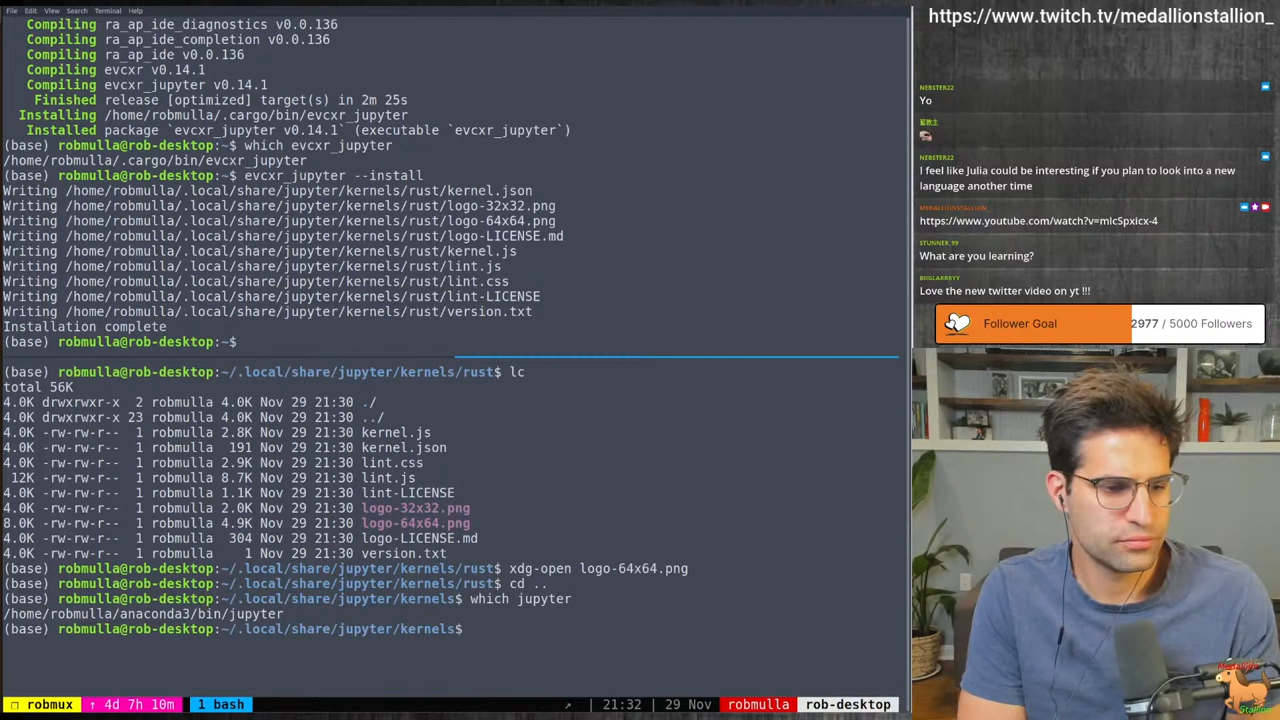 File Edit View Search Terminal Help
Compiling ra_ap_ide_diagnostics v0.0.136
Compiling ra_ap_ide_completion v0.0.136
Compiling ra_ap_ide v0.0.136
Compiling evcxr v0.14.1
Compiling evcxr_jupyter v0.14.1
Finished release [optimized] target(s) in 2m 25s
Installing /home/robmulla/.cargo/bin/evcxr_jupyter
Installed package `evcxr_jupyter v0.14.1` (executable `evcxr_jupyter`)
(base) robmulla@rob-desktop:~$ which evcxr_jupyter
/home/robmulla/.cargo/bin/evcxr_jupyter
(base) robmulla@rob-desktop:~$ evcxr_jupyter --install
Writing /home/robmulla/.local/share/jupyter/kernels/rust/kernel.json
Writing /home/robmulla/.local/share/jupyter/kernels/rust/logo-32x32.png
Writing /home/robmulla/.local/share/jupyter/kernels/rust/logo-64x64.png
Writing /home/robmulla/.local/share/jupyter/kernels/rust/logo-LICENSE.md
Writing /home/robmulla/.local/share/jupyter/kernels/rust/kernel.js
Writing /home/robmulla/.local/share/jupyter/kernels/rust/lint.js
Writing /home/robmulla/.local/share/jupyter/kernels/rust/lint.css
Writing /home/robmulla/.local/share/jupyter/kernels/rust/lint-LICENSE
Writing /home/robmulla/.local/share/jupyter/kernels/rust/version.txt
Installation complete
(base) robmulla@rob-desktop:~$
(base) robmulla@rob-desktop:~/.local/share/jupyter/kernels/rust$ lc
total 56K
4.0K drwxrwxr-x 2 robmulla 4.0K Nov 29 21:30 ./
4.0K drwxrwxr-x 23 robmulla 4.0K Nov 29 21:30 ../
4.0K -rw-rw-r-- 1 robmulla 2.8K Nov 29 21:30 kernel.js
4.0K -rw-rw-r-- 1 robmulla 191 Nov 29 21:30 kernel.json
4.0K -rw-rw-r-- 1 robmulla 2.9K Nov 29 21:30 lint.css
12K -rw-rw-r-- 1 robmulla 8.7K Nov 29 21:30 lint.js
4.0K -rw-rw-r-- 1 robmulla 1.1K Nov 29 21:30 lint-LICENSE
4.0K -rw-rw-r-- 1 robmulla 2.0K Nov 29 21:30 logo-32x32.png
8.0K -rw-rw-r-- 1 robmulla 4.9K Nov 29 21:30 logo-64x64.png
4.0K -rw-rw-r-- 1 robmulla 304 Nov 29 21:30 logo-LICENSE.md
4.0K -rw-rw-r-- 1 robmulla 1 Nov 29 21:30 version.txt
(base) robmulla@rob-desktop:~/.local/share/jupyter/kernels/rust$ xdg-open logo-64x64.png
(base) robmulla@rob-desktop:~/.local/share/jupyter/kernels/rust$ cd ..
(base) robmulla@rob-desktop:~/.local/share/jupyter/kernels$ which jupyter
/home/robmulla/anaconda3/bin/jupyter
(base) robmulla@rob-desktop:~/.local/share/jupyter/kernels$
robmux ↑ 4d 7h 10m 1 bash ↗ | 21:32 | 29 Nov robmulla rob-desktop
https://www.twitch.tv/medallionstallion_
NEBSTER22
Yo
NEBSTER22
I feel like Julia could be interesting if you plan to look into a new
language another time
MEDALLIONSTALLION_
https://www.youtube.com/watch?v=mlcSpxicx-4
STUNNER_99
What are you learning?
BIIGLARRRYY
Love the new twitter video on yt !!!
Follower Goal 2977 / 5000 Followers
Medallion
Stallion